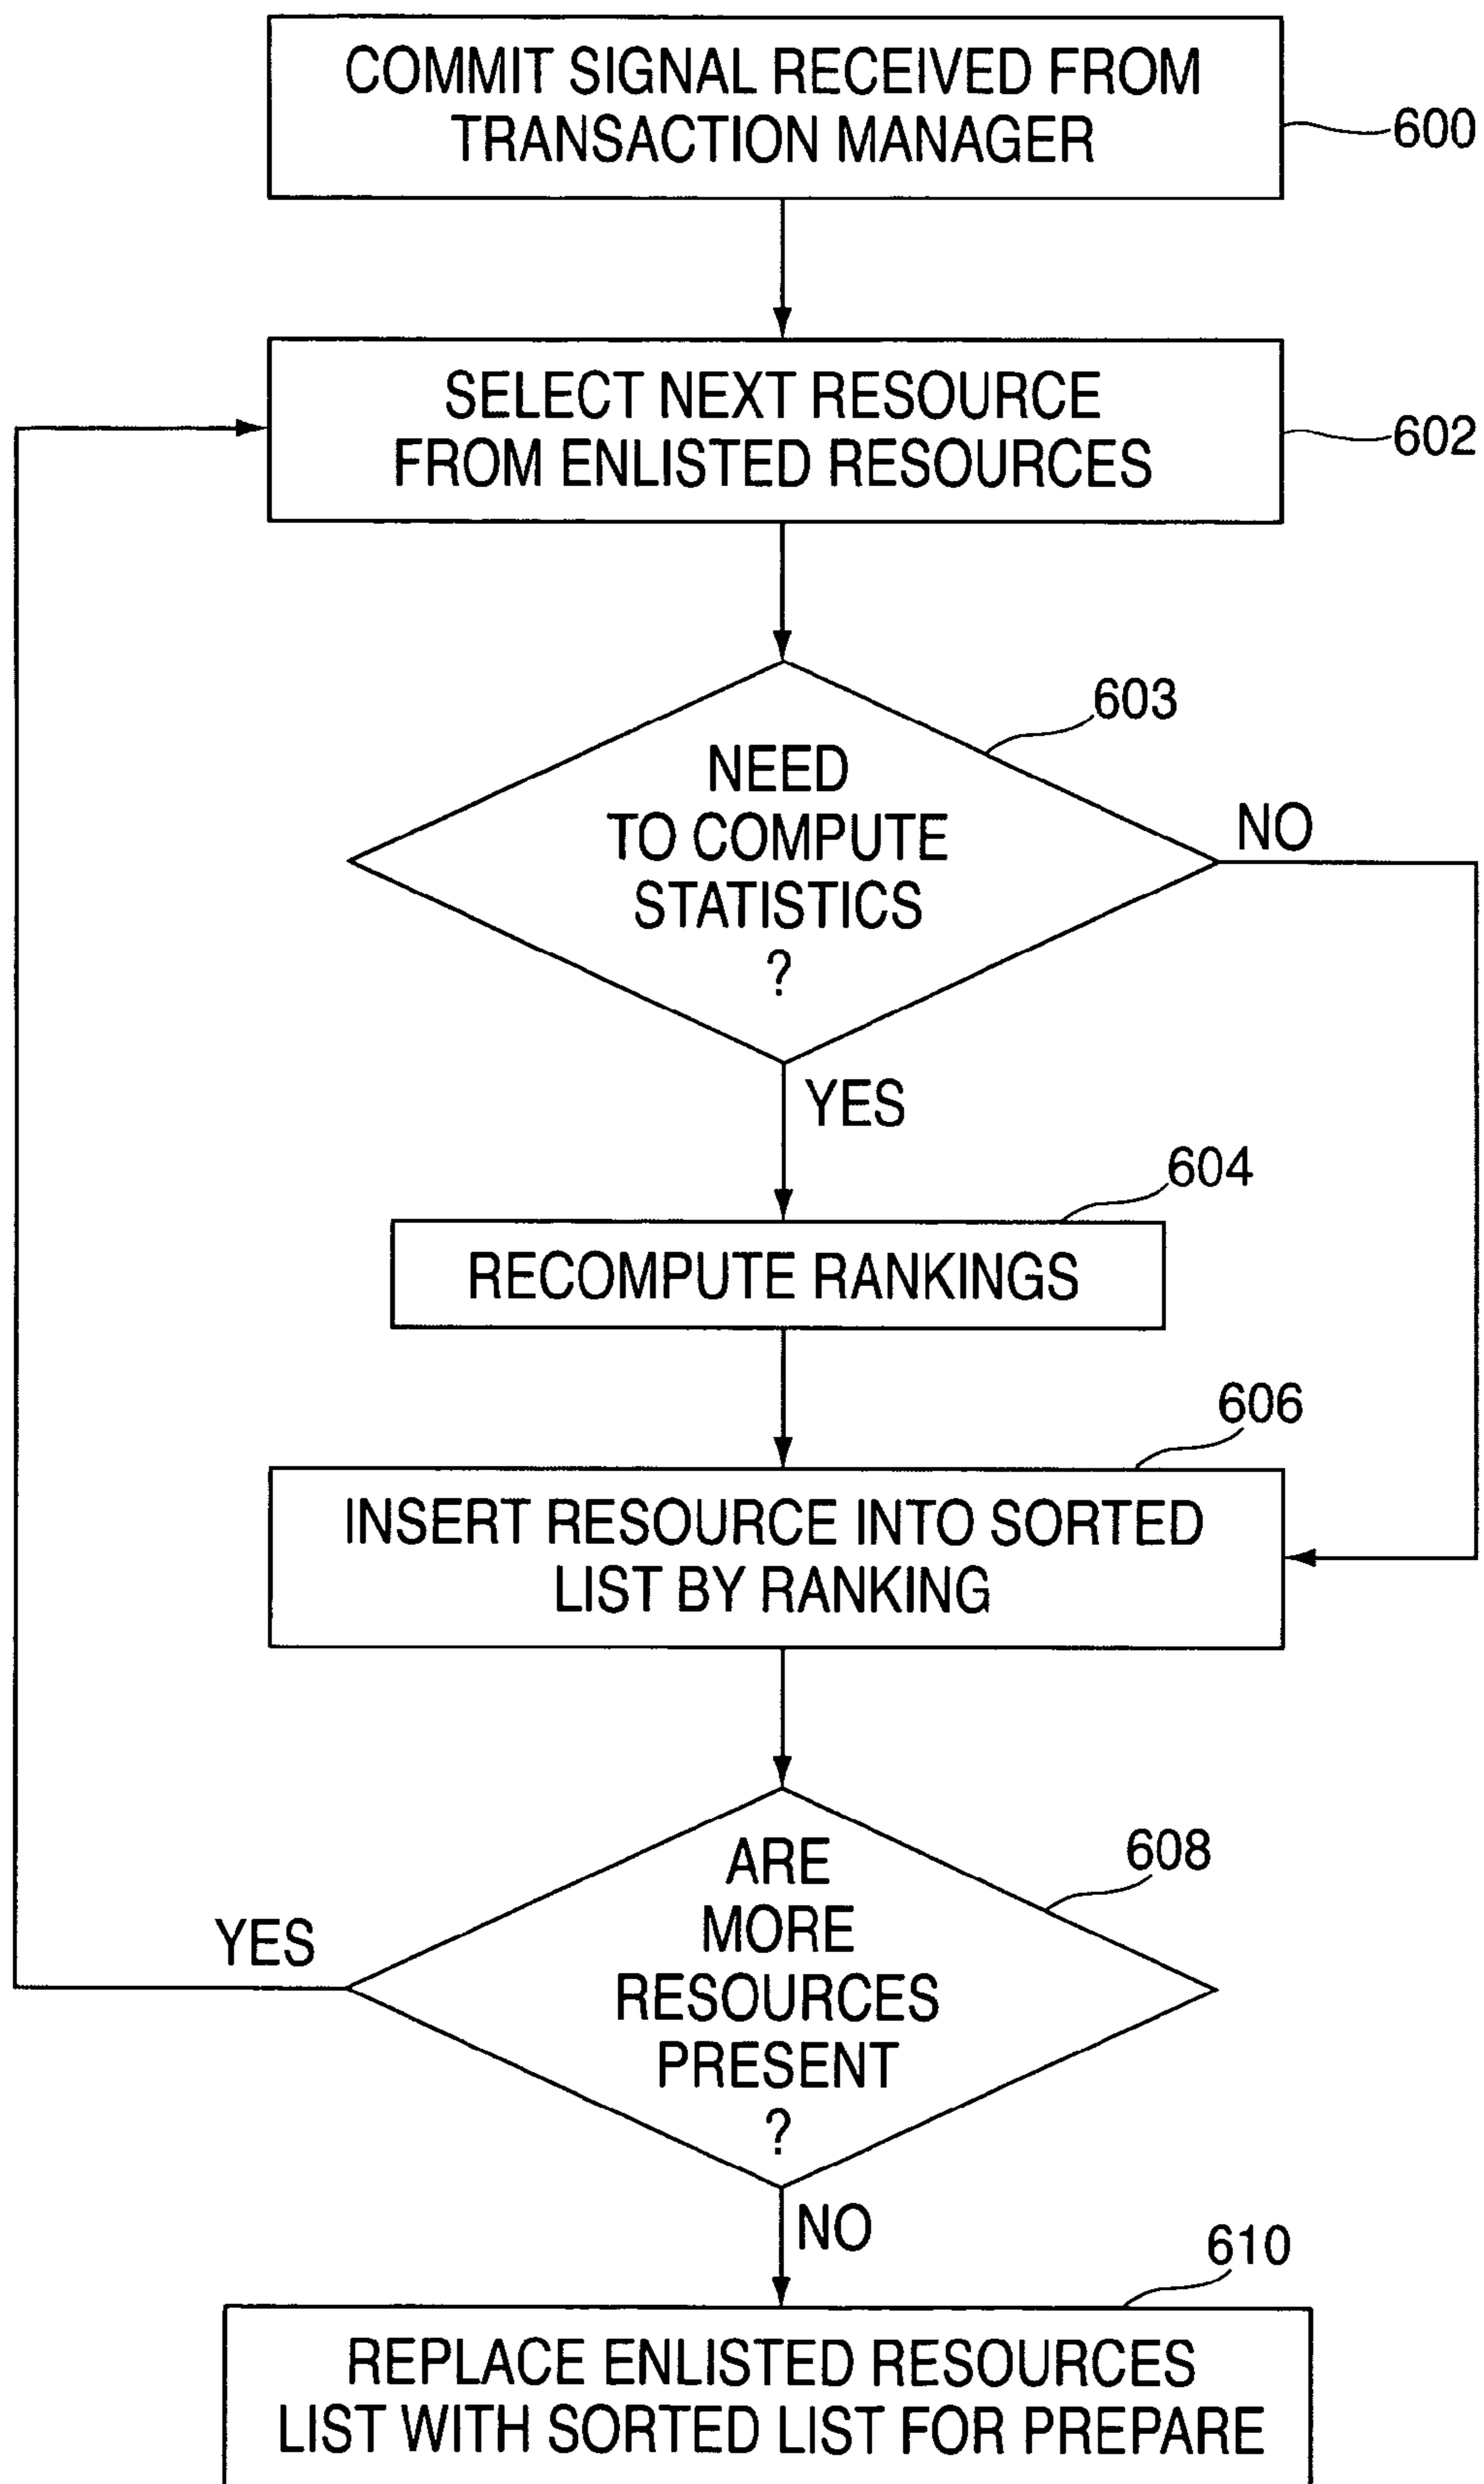 COMMIT SIGNAL RECEIVED FROM
TRANSACTION MANAGER
600
SELECT NEXT RESOURCE
FROM ENLISTED RESOURCES
602
603
NEED
TO COMPUTE
STATISTICS
?
NO
YES
604
RECOMPUTE RANKINGS
606
INSERT RESOURCE INTO SORTED
LIST BY RANKING
608
ARE
MORE
RESOURCES
PRESENT
?
YES
NO
610
REPLACE ENLISTED RESOURCES
LIST WITH SORTED LIST FOR PREPARE